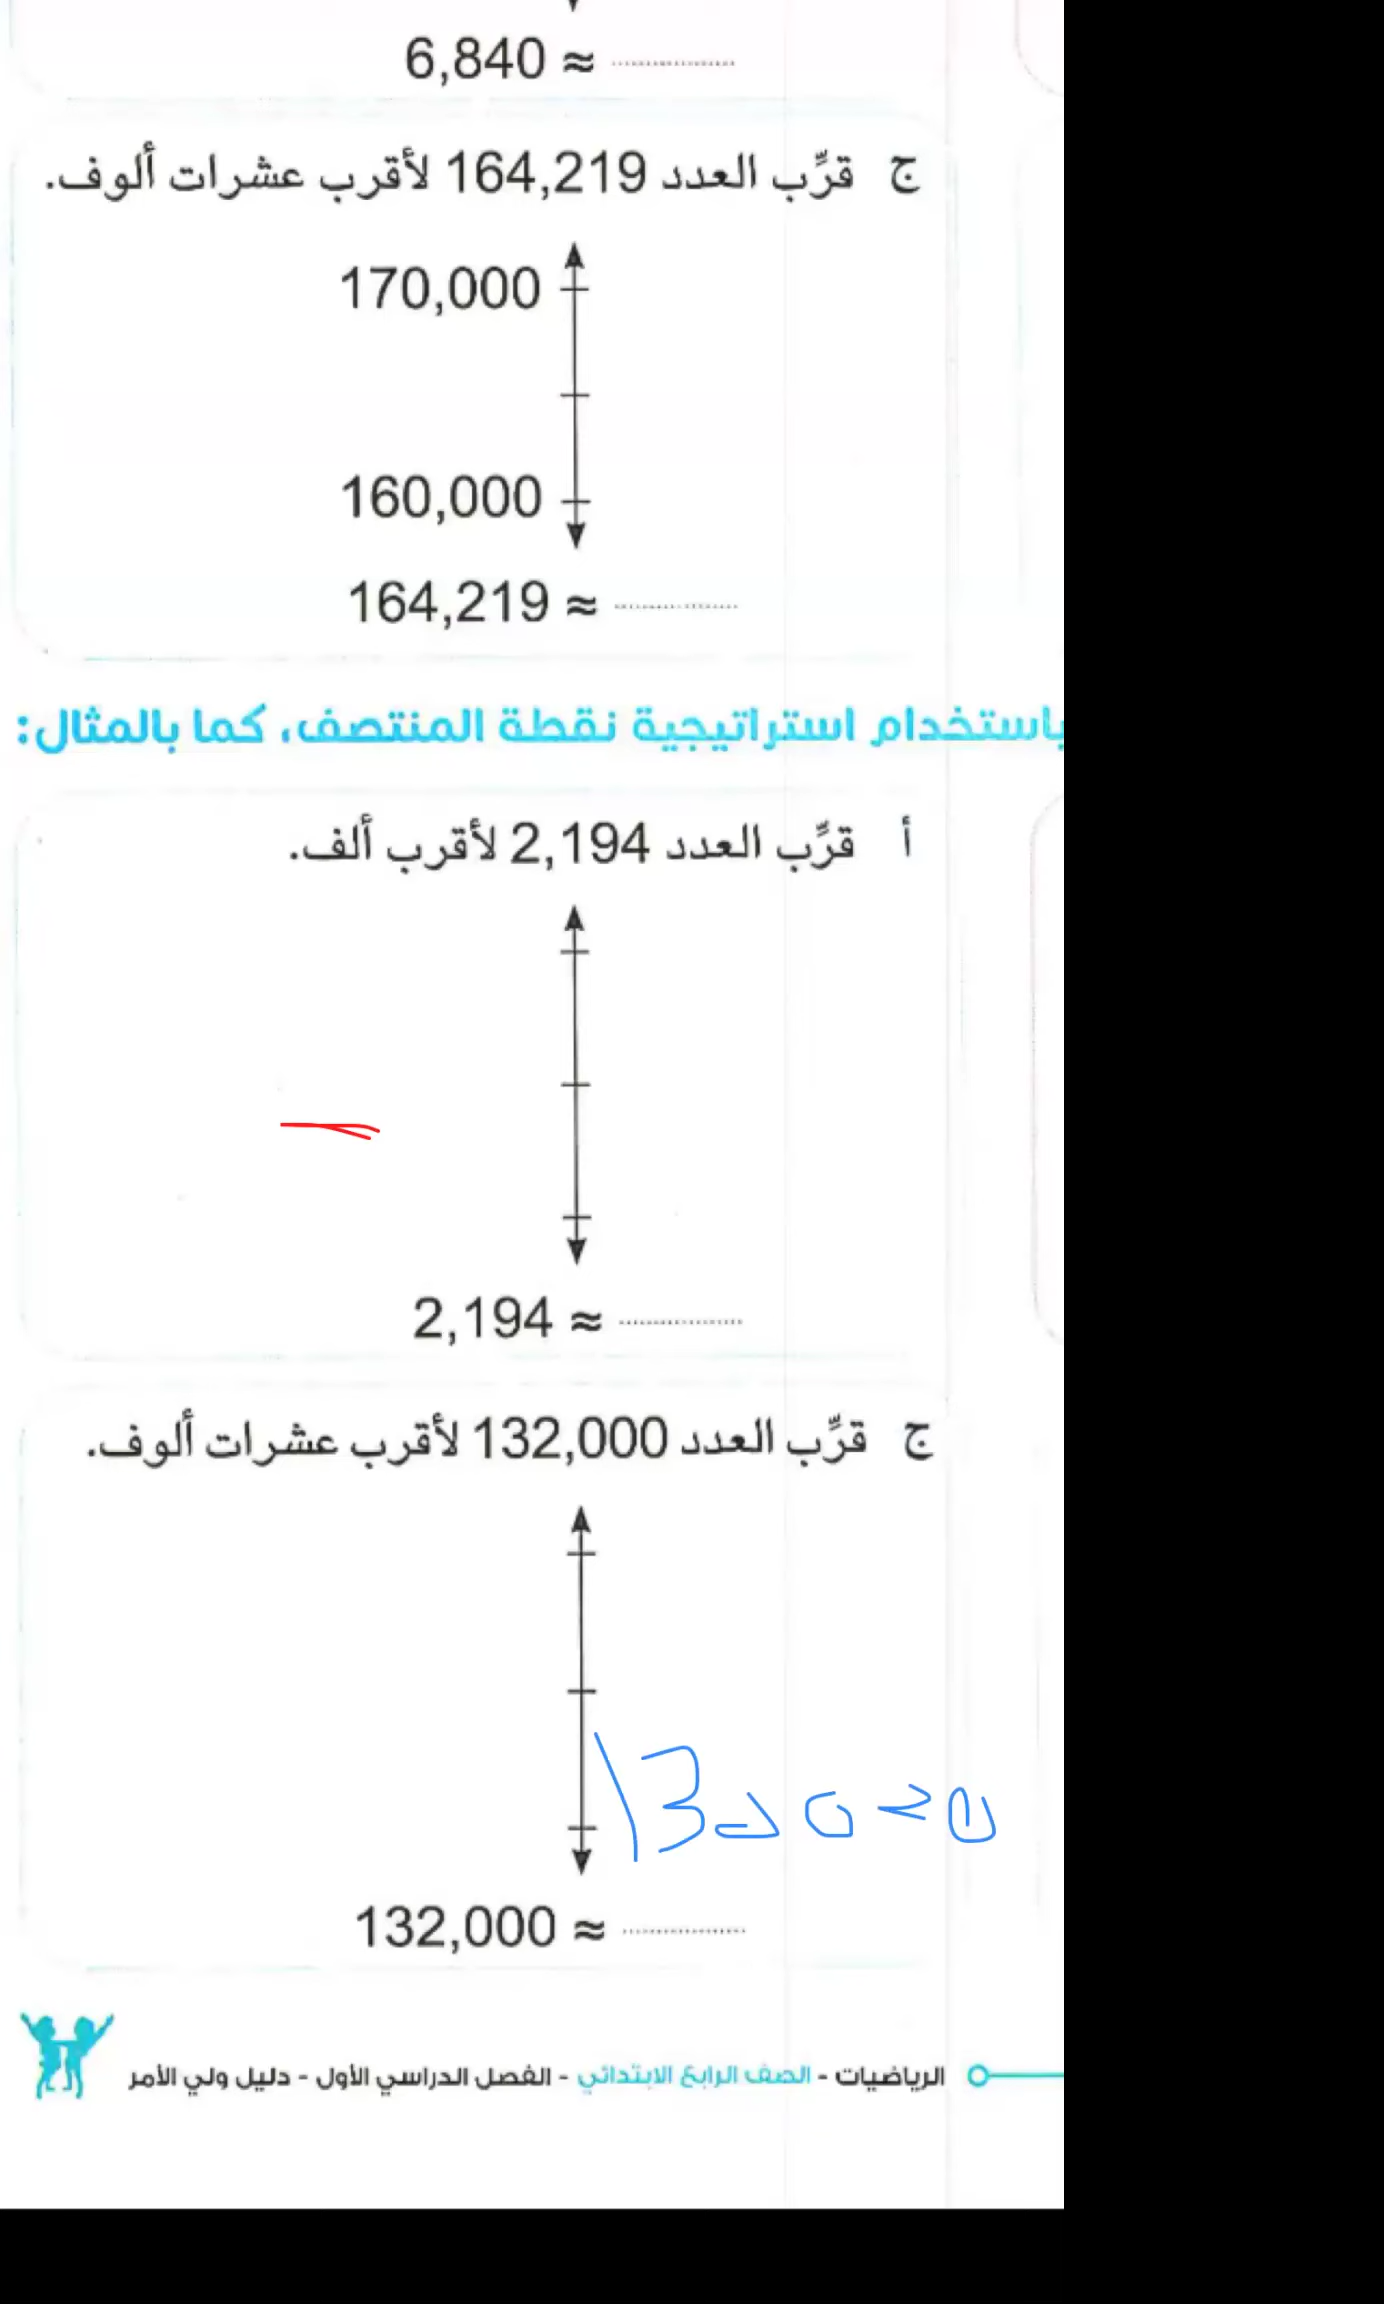 6,840 ≈ ....................
ج قرِّب العدد 164,219 لأقرب عشرات ألوف.
170,000
160,000
164,219 ≈ ....................
باستخدام استراتيجية نقطة المنتصف، كما بالمثال:
أ قرِّب العدد 2,194 لأقرب ألف.
2,194 ≈ ....................
ج قرِّب العدد 132,000 لأقرب عشرات ألوف.
132,000 ≈ ....................
الرياضيات - الصف الرابع الابتدائي - الفصل الدراسي الأول - دليل ولي الأمر